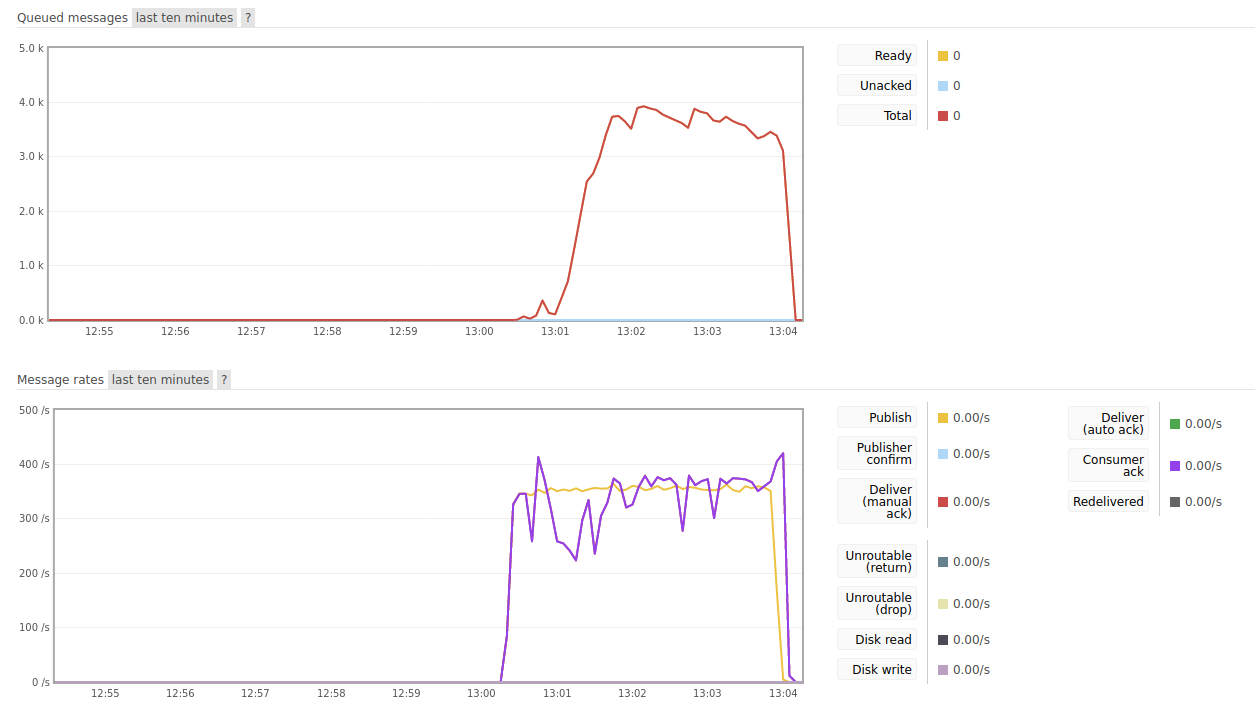 Queued messages last ten minutes ?
5.0 k
4.0 k
3.0 k
2.0 k
1.0 k
0.0 k
12:55 12:56 12:57 12:58 12:59 13:00 13:01 13:02 13:03 13:04
Ready 0
Unacked 0
Total 0
Message rates last ten minutes ?
500 /s
400 /s
300 /s
200 /s
100 /s
0 /s
12:55 12:56 12:57 12:58 12:59 13:00 13:01 13:02 13:03 13:04
Publish 0.00/s
Publisher
confirm 0.00/s
Deliver
(manual
ack) 0.00/s
Deliver
(auto ack) 0.00/s
Consumer
ack 0.00/s
Redelivered 0.00/s
Unroutable
(return) 0.00/s
Unroutable
(drop) 0.00/s
Disk read 0.00/s
Disk write 0.00/s